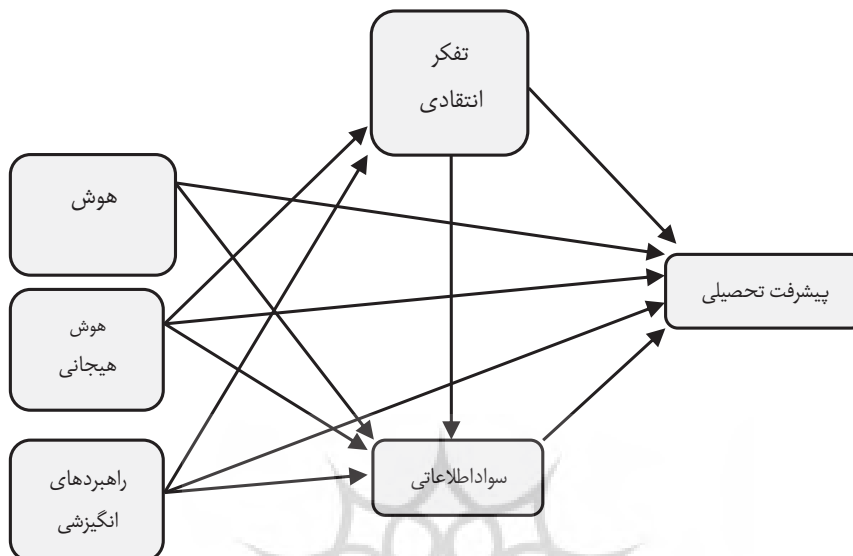 تفکر
انتقادی
هوش
هوش
هیجانی
پیشرفت تحصیلی
راهبردهای
انگیزشی
سواداطلاعاتی